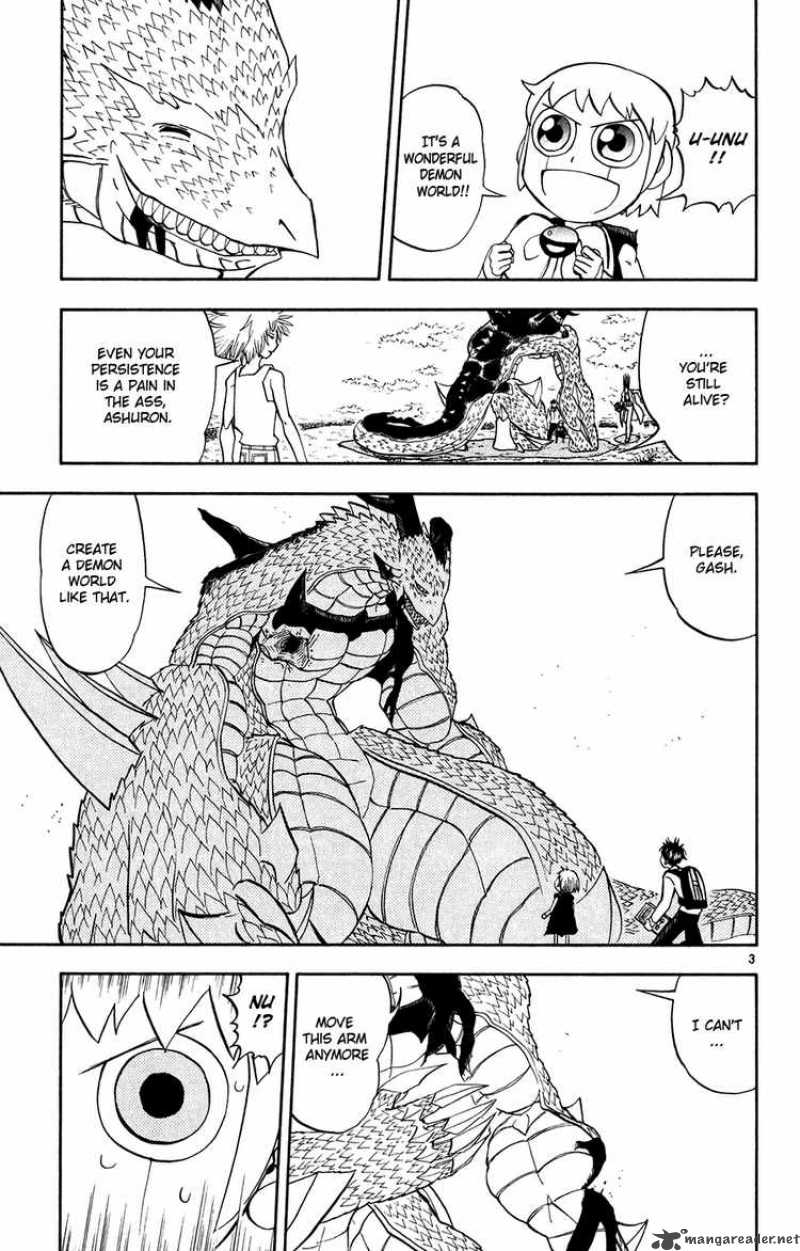 U-UNU
!!
IT'S A
WONDERFUL
DEMON
WORLD!!
...
YOU'RE
STILL
ALIVE?
EVEN YOUR
PERSISTENCE
IS A PAIN IN
THE ASS,
ASHURON.
PLEASE,
GASH.
CREATE
A DEMON
WORLD
LIKE THAT.
3
I CAN'T
...
MOVE
THIS ARM
ANYMORE
...
NU
!?
mangareader.net